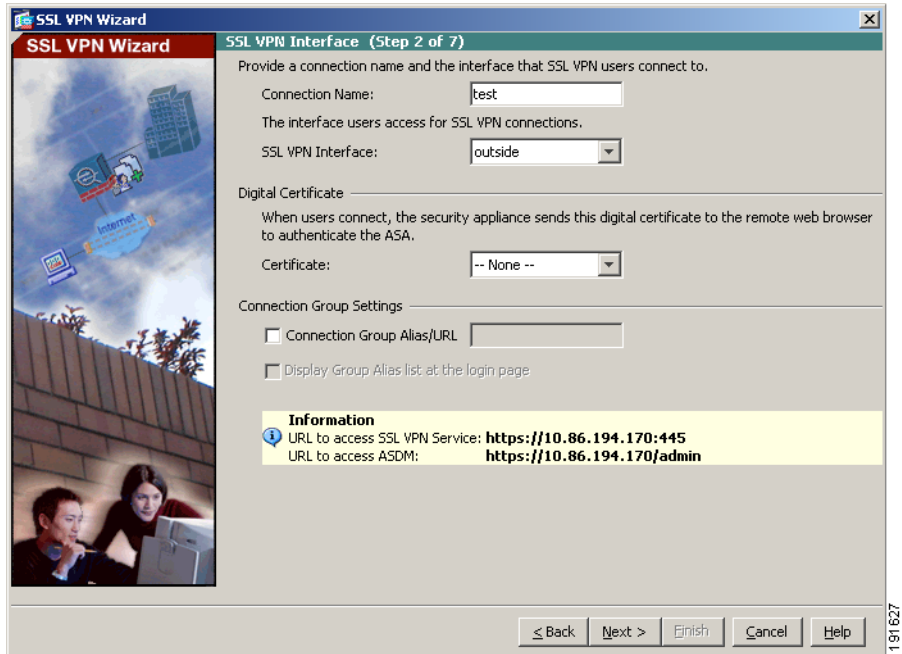 SSL VPN Wizard
SSL VPN Wizard
Internet
SSL VPN Interface (Step 2 of 7)
Provide a connection name and the interface that SSL VPN users connect to.
Connection Name: test
The interface users access for SSL VPN connections.
SSL VPN Interface: outside
Digital Certificate
When users connect, the security appliance sends this digital certificate to the remote web browser
to authenticate the ASA.
Certificate: -- None --
Connection Group Settings
Connection Group Alias/URL
Display Group Alias list at the login page
Information
URL to access SSL VPN Service: https://10.86.194.170:445
URL to access ASDM: https://10.86.194.170/admin
< Back
Next >
Finish
Cancel
Help
191627